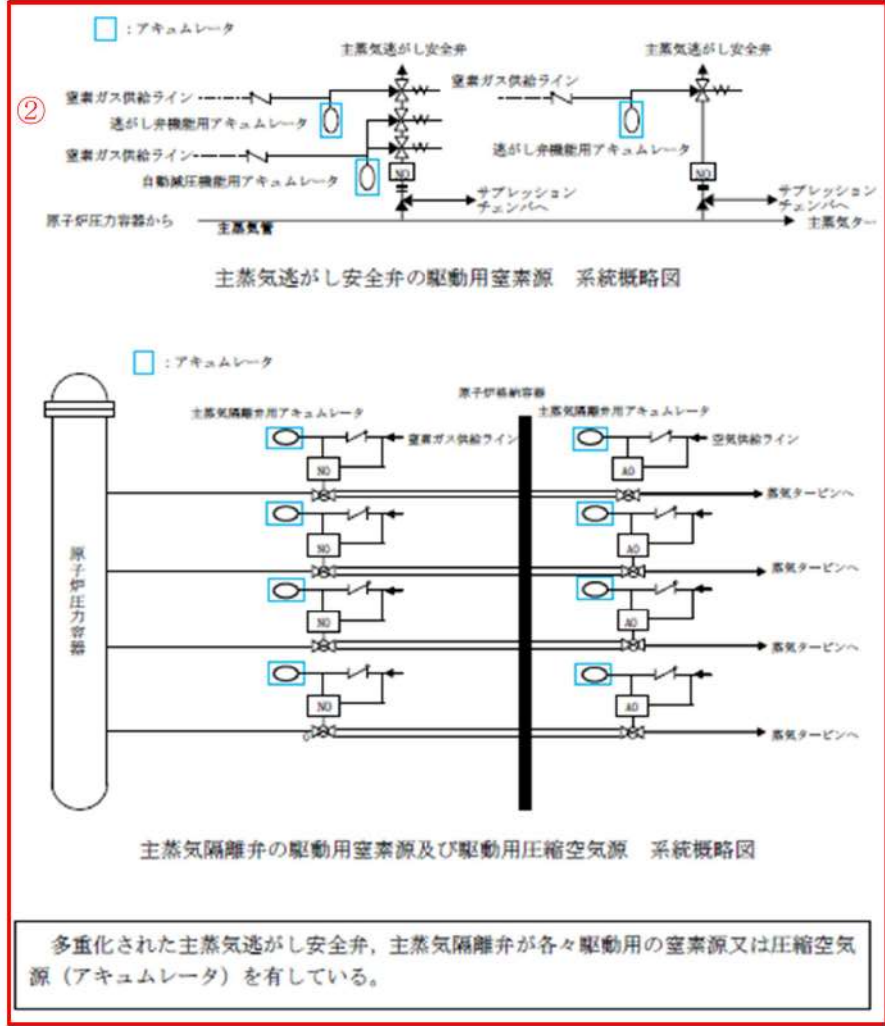 ：アキュムレータ
主蒸気逃がし安全弁
主蒸気逃がし安全弁
②
窒素ガス供給ライン
窒素ガス供給ライン
逃がし弁機能用アキュムレータ
逃がし弁機能用アキュムレータ
窒素ガス供給ライン
自動減圧機能用アキュムレータ
NO
NO
サプレッション
チェンバへ
サプレッション
チェンバへ
原子炉圧力容器から
主蒸気管
主蒸気ター
主蒸気逃がし安全弁の駆動用窒素源　系統概略図
：アキュムレータ
原子炉格納容器
主蒸気隔離弁用アキュムレータ
主蒸気隔離弁用アキュムレータ
窒素ガス供給ライン
空気供給ライン
NO
AO
蒸気タービンへ
NO
AO
蒸気タービンへ
原子炉圧力容器
NO
AO
蒸気タービンへ
NO
AO
蒸気タービンへ
主蒸気隔離弁の駆動用窒素源及び駆動用圧縮空気源　系統概略図
多重化された主蒸気逃がし安全弁，主蒸気隔離弁が各々駆動用の窒素源又は圧縮空気
源（アキュムレータ）を有している。